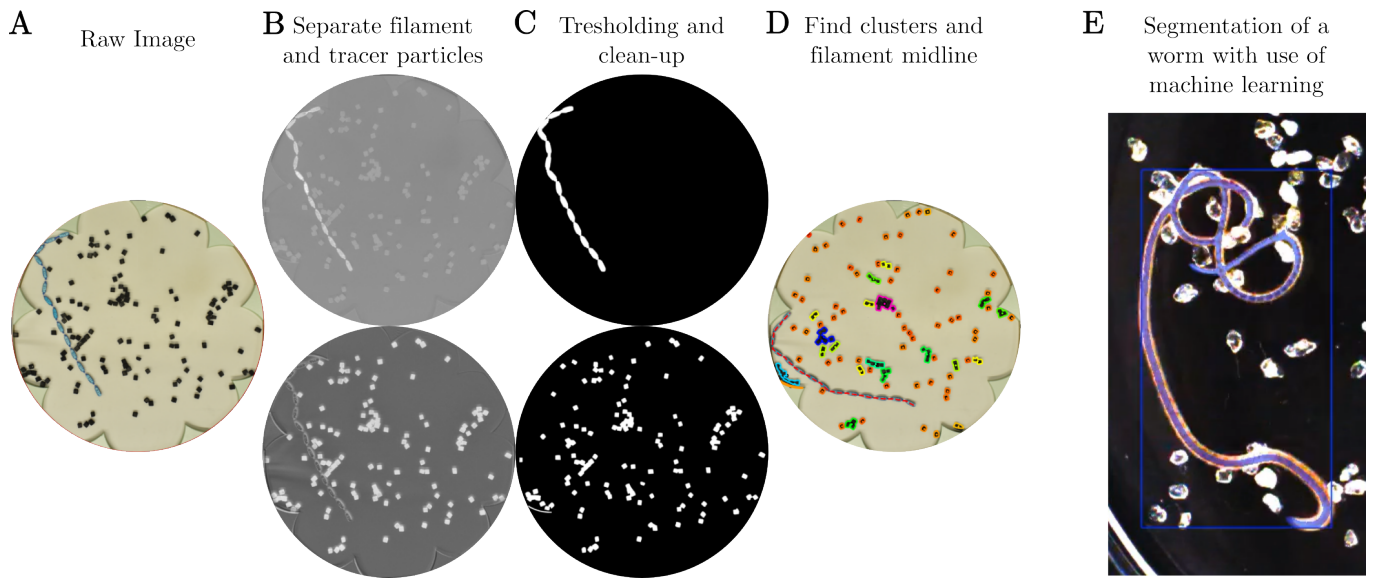 A
Raw Image
B Separate filament
and tracer particles
C Tresholding and
clean-up
D Find clusters and
filament midline
E Segmentation of a
worm with use of
machine learning